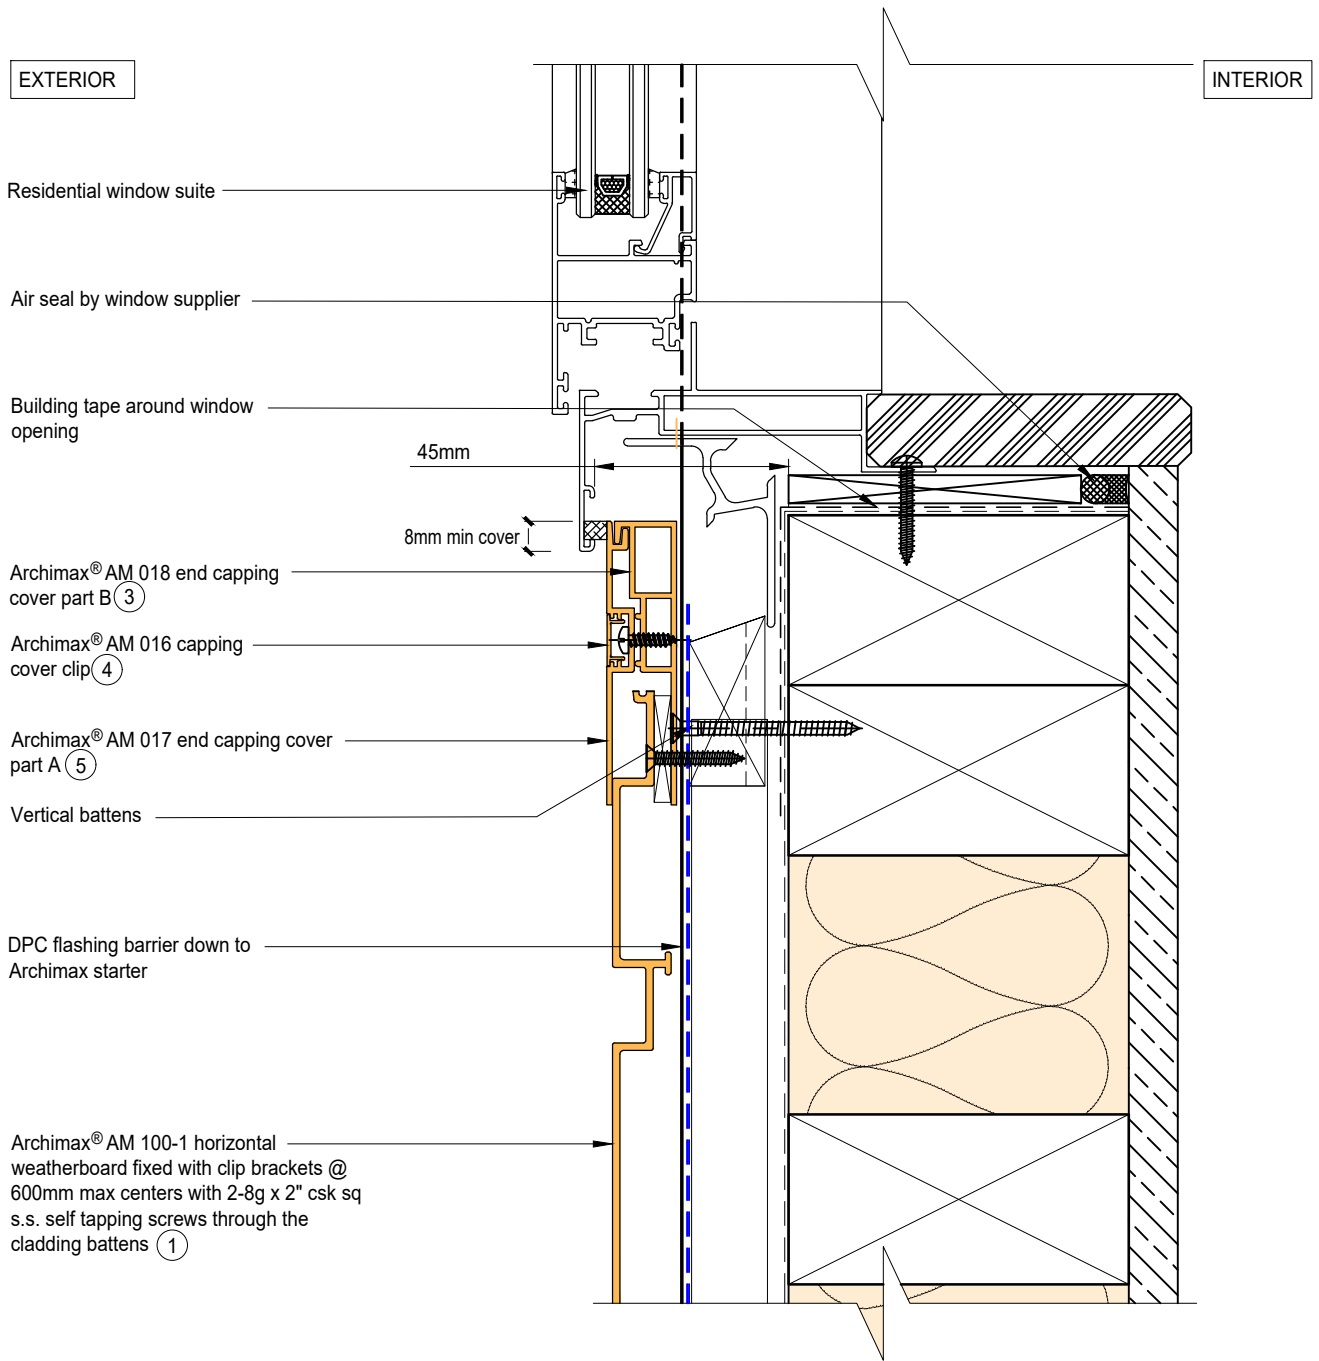 EXTERIOR
INTERIOR
Residential window suite
Air seal by window supplier
Building tape around window
opening
45mm
8mm min cover
Archimax® AM 018 end capping
cover part B 3
Archimax® AM 016 capping
cover clip 4
Archimax® AM 017 end capping cover
part A 5
Vertical battens
DPC flashing barrier down to
Archimax starter
Archimax® AM 100-1 horizontal
weatherboard fixed with clip brackets @
600mm max centers with 2-8g x 2" csk sq
s.s. self tapping screws through the
cladding battens 1